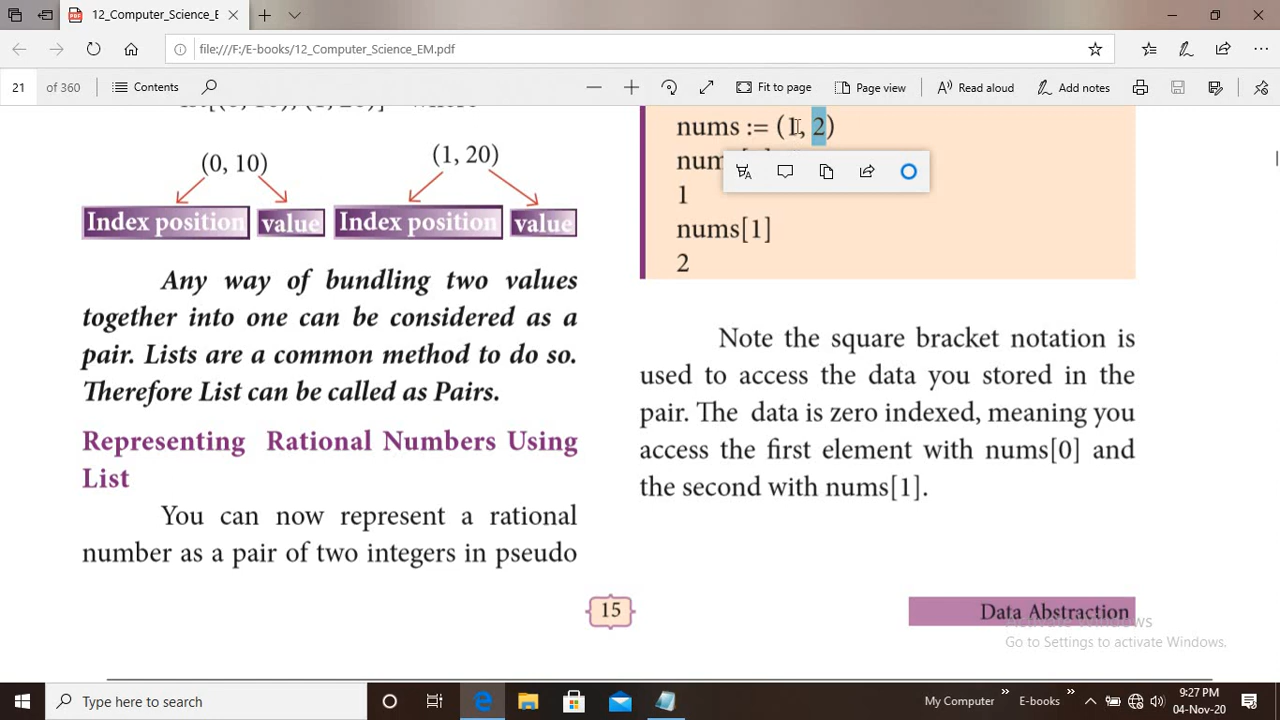 12_Computer_Science_E
file:///F:/E-books/12_Computer_Science_EM.pdf
21 of 360 Contents Fit to page Page view Read aloud Add notes
(0, 10) (1, 20)
Index position value Index position value
Any way of bundling two values
together into one can be considered as a
pair. Lists are a common method to do so.
Therefore List can be called as Pairs.
Representing Rational Numbers Using
List
You can now represent a rational
number as a pair of two integers in pseudo
nums := (1, 2)
1
nums[1]
2
Note the square bracket notation is
used to access the data you stored in the
pair. The data is zero indexed, meaning you
access the first element with nums[0] and
the second with nums[1].
15
Data Abstraction
Activate Windows
Go to Settings to activate Windows.
Type here to search
My Computer
E-books
9:27 PM
04-Nov-20